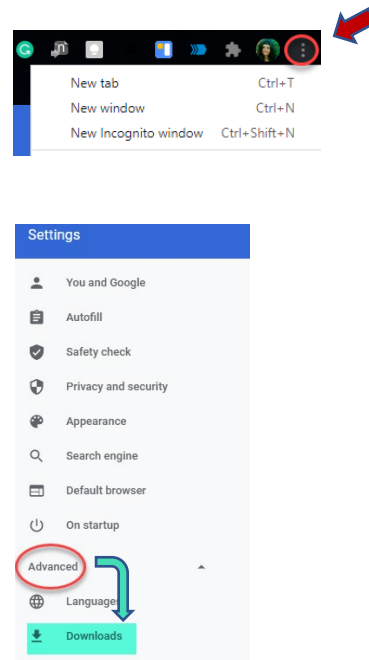 New tab Ctrl+T
New window Ctrl+N
New Incognito window Ctrl+Shift+N
Settings
You and Google
Autofill
Safety check
Privacy and security
Appearance
Search engine
Default browser
On startup
Advanced
Languages
Downloads